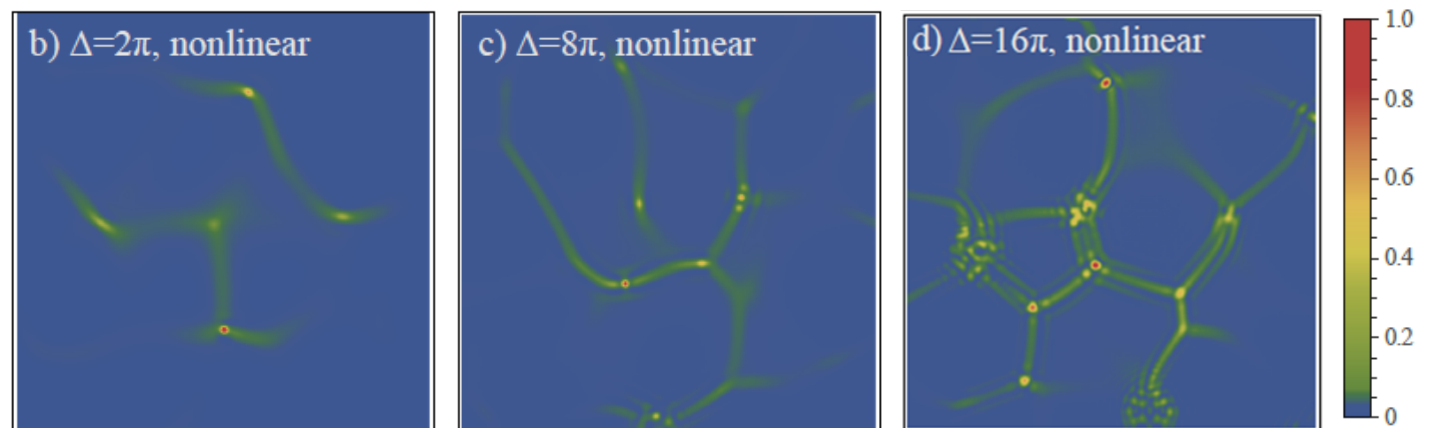 b) Δ=2π, nonlinear
c) Δ=8π, nonlinear
d) Δ=16π, nonlinear
1.0
0.8
0.6
0.4
0.2
0